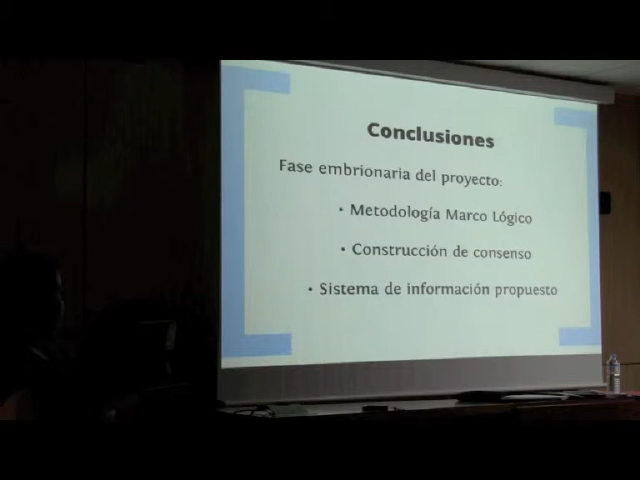 Conclusiones
Fase embrionaria del proyecto:
• Metodología Marco Lógico
• Construcción de consenso
• Sistema de información propuesto